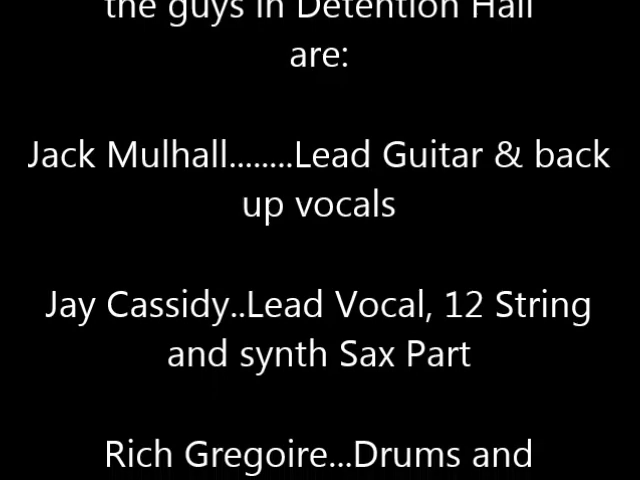 the guys in Detention Hall
are:
Jack Mulhall........Lead Guitar & back
up vocals
Jay Cassidy..Lead Vocal, 12 String
and synth Sax Part
Rich Gregoire...Drums and